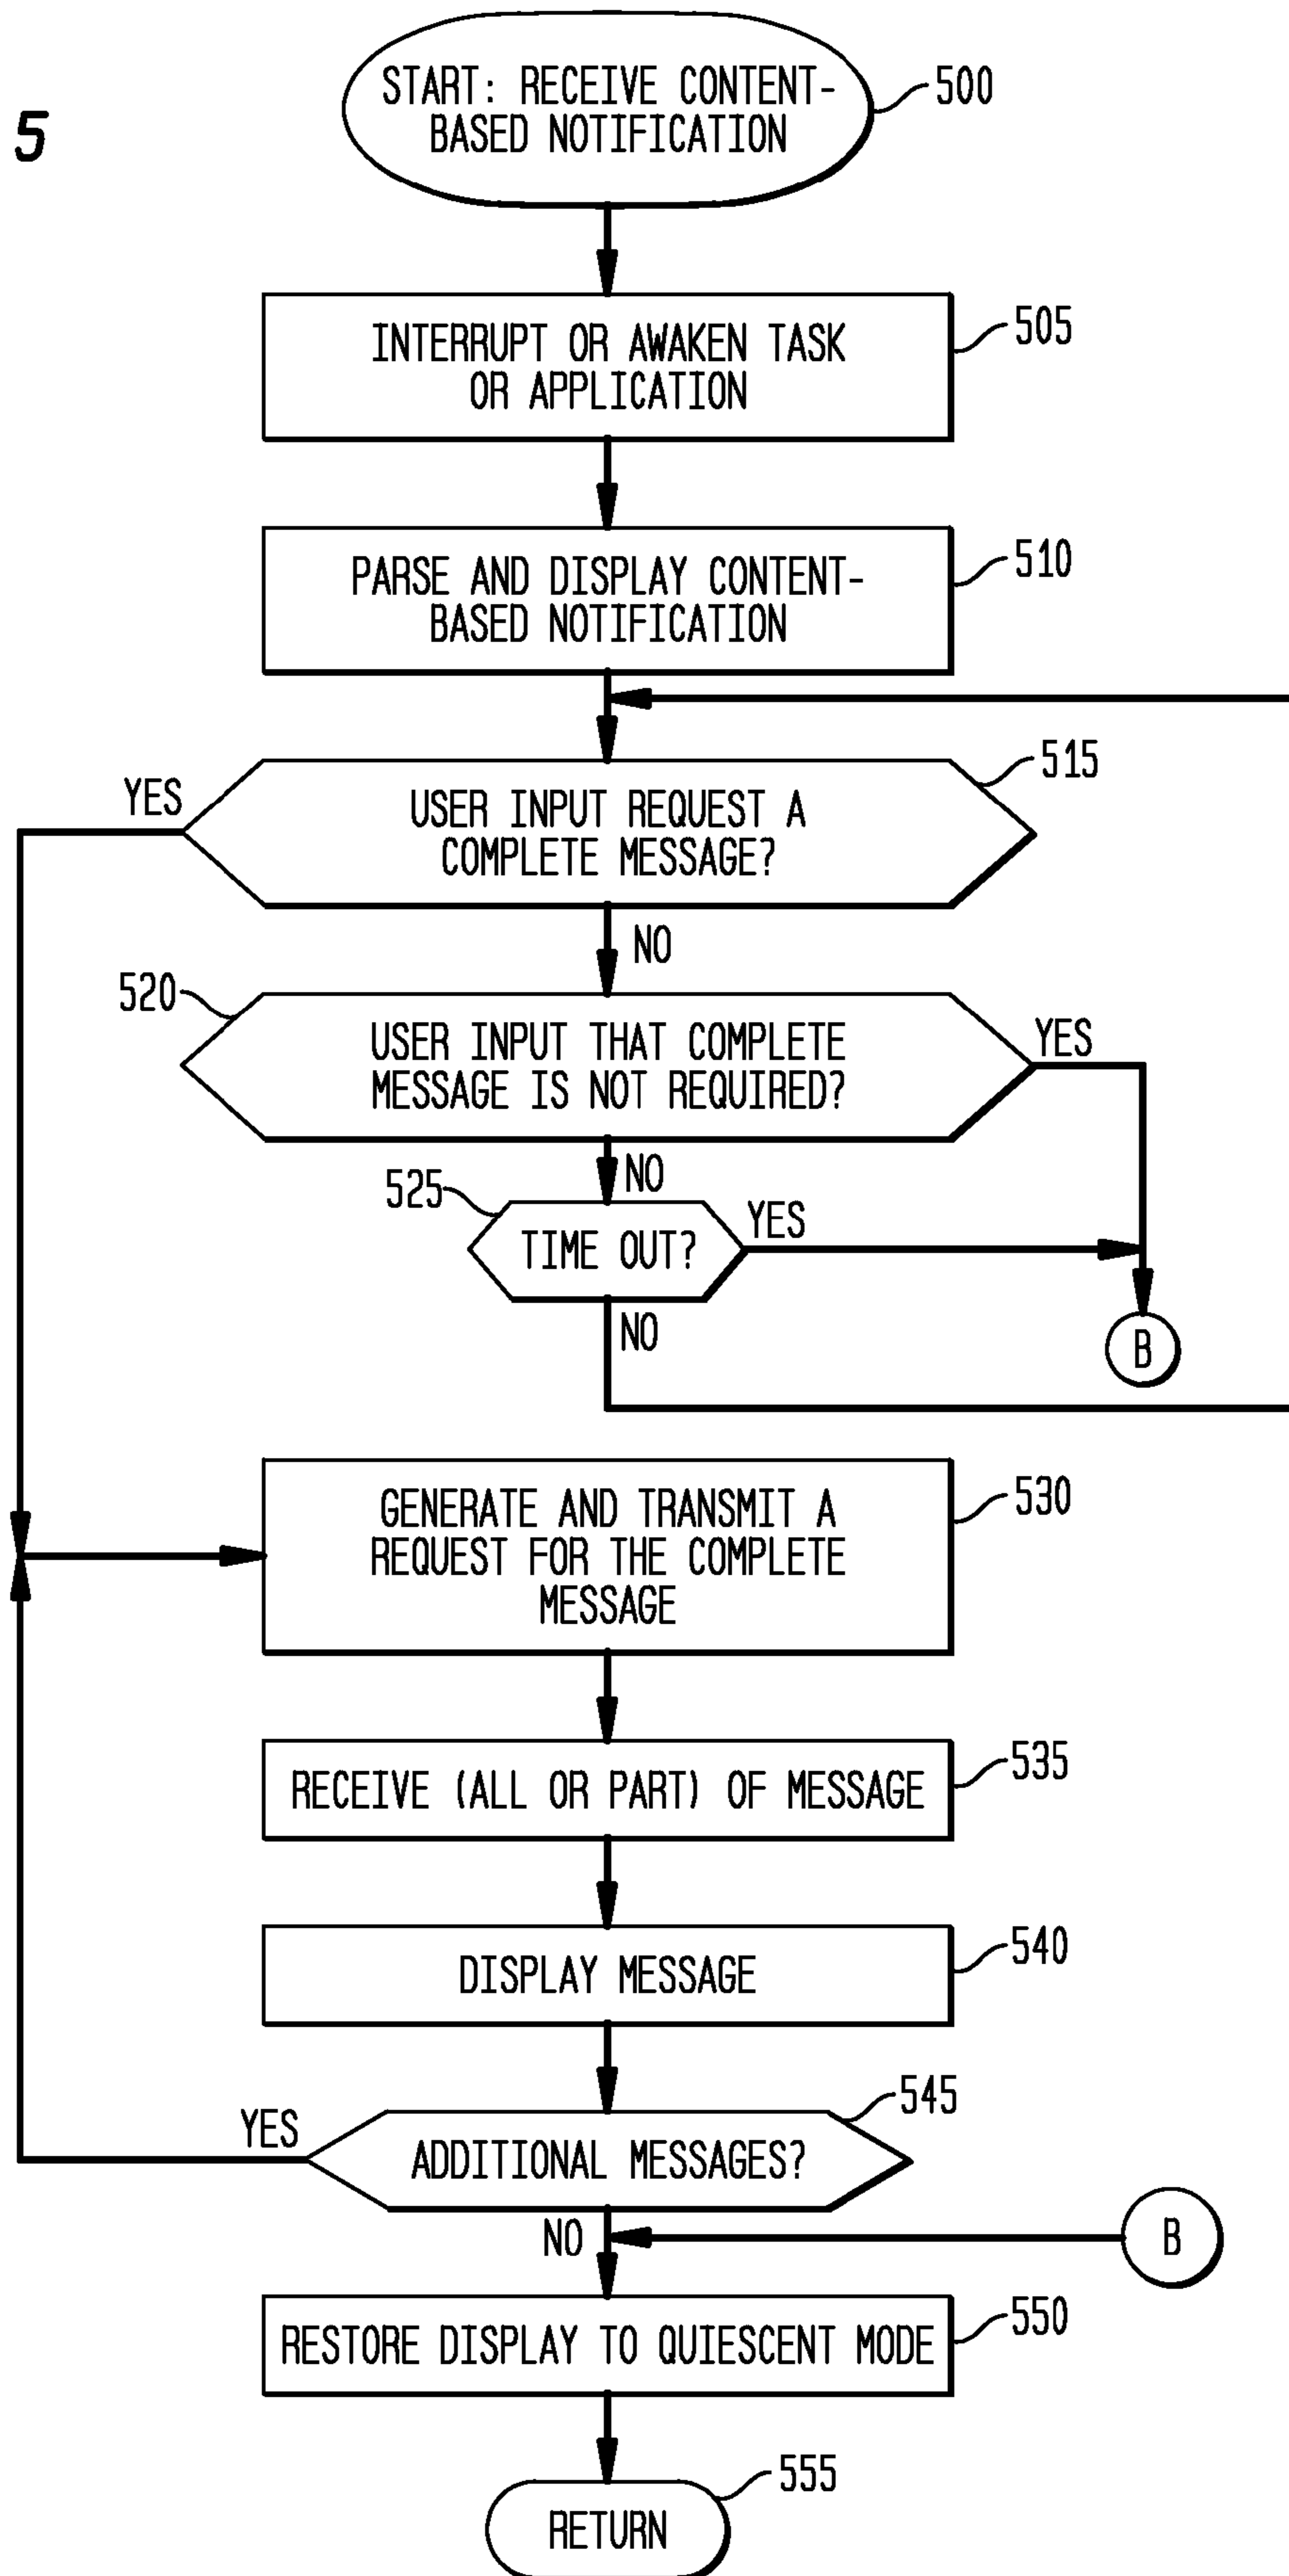 5
START: RECEIVE CONTENT-
BASED NOTIFICATION
500
INTERRUPT OR AWAKEN TASK
OR APPLICATION
505
PARSE AND DISPLAY CONTENT-
BASED NOTIFICATION
510
YES
USER INPUT REQUEST A
COMPLETE MESSAGE?
515
NO
520
USER INPUT THAT COMPLETE
MESSAGE IS NOT REQUIRED?
YES
NO
525
TIME OUT?
YES
NO
B
GENERATE AND TRANSMIT A
REQUEST FOR THE COMPLETE
MESSAGE
530
RECEIVE (ALL OR PART) OF MESSAGE
535
DISPLAY MESSAGE
540
YES
ADDITIONAL MESSAGES?
545
NO
B
RESTORE DISPLAY TO QUIESCENT MODE
550
RETURN
555